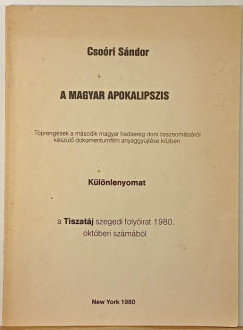 Csoóri Sándor
A MAGYAR APOKALIPSZIS
Töprengések a második magyar hadsereg doni összeomlásáról
készülő dokumentumfilm anyaggyűjtése közben
Különlenyomat
a Tiszatáj szegedi folyóirat 1980.
októberi számából
New York 1980